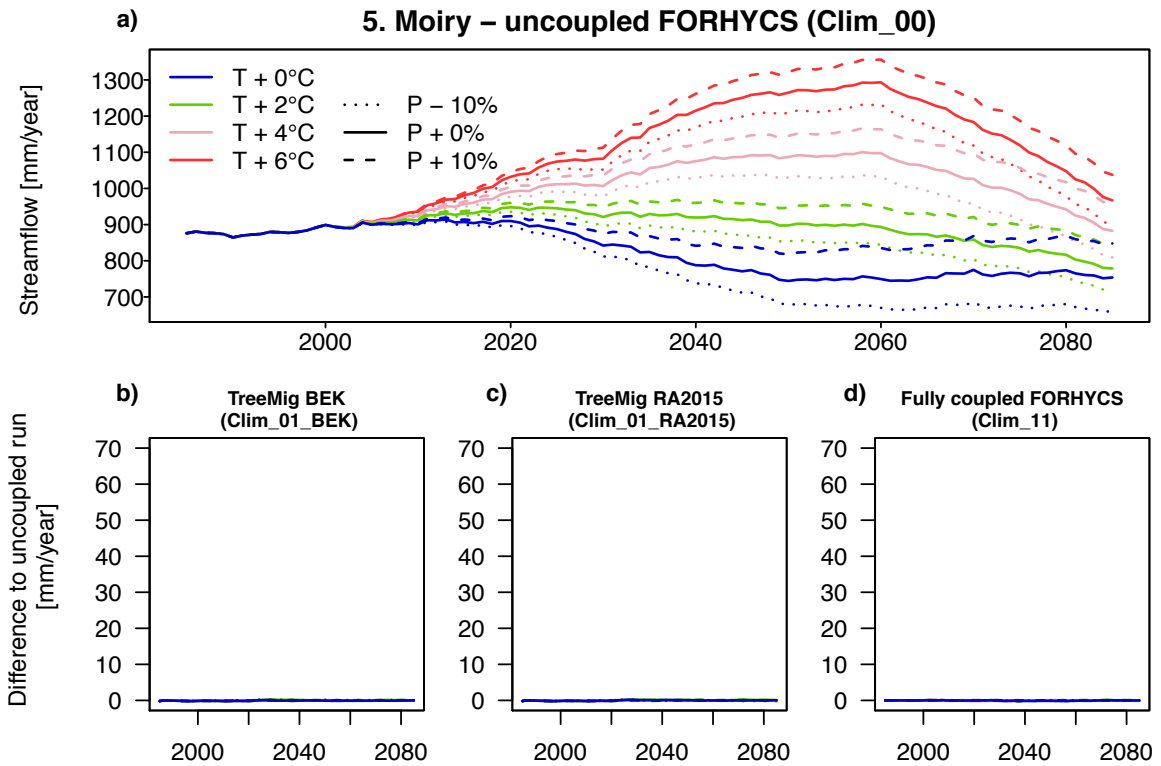 a)
5. Moiry – uncoupled FORHYCS (Clim_00)
Streamflow [mm/year]
1300
1200
1100
1000
900
800
700
T + 0°C
T + 2°C
T + 4°C
T + 6°C
P − 10%
P + 0%
P + 10%
2000
2020
2040
2060
2080
b)
TreeMig BEK
(Clim_01_BEK)
c)
TreeMig RA2015
(Clim_01_RA2015)
d)
Fully coupled FORHYCS
(Clim_11)
Difference to uncoupled run
[mm/year]
70
60
50
40
30
20
10
0
2000
2040
2080
70
60
50
40
30
20
10
0
2000
2040
2080
70
60
50
40
30
20
10
0
2000
2040
2080